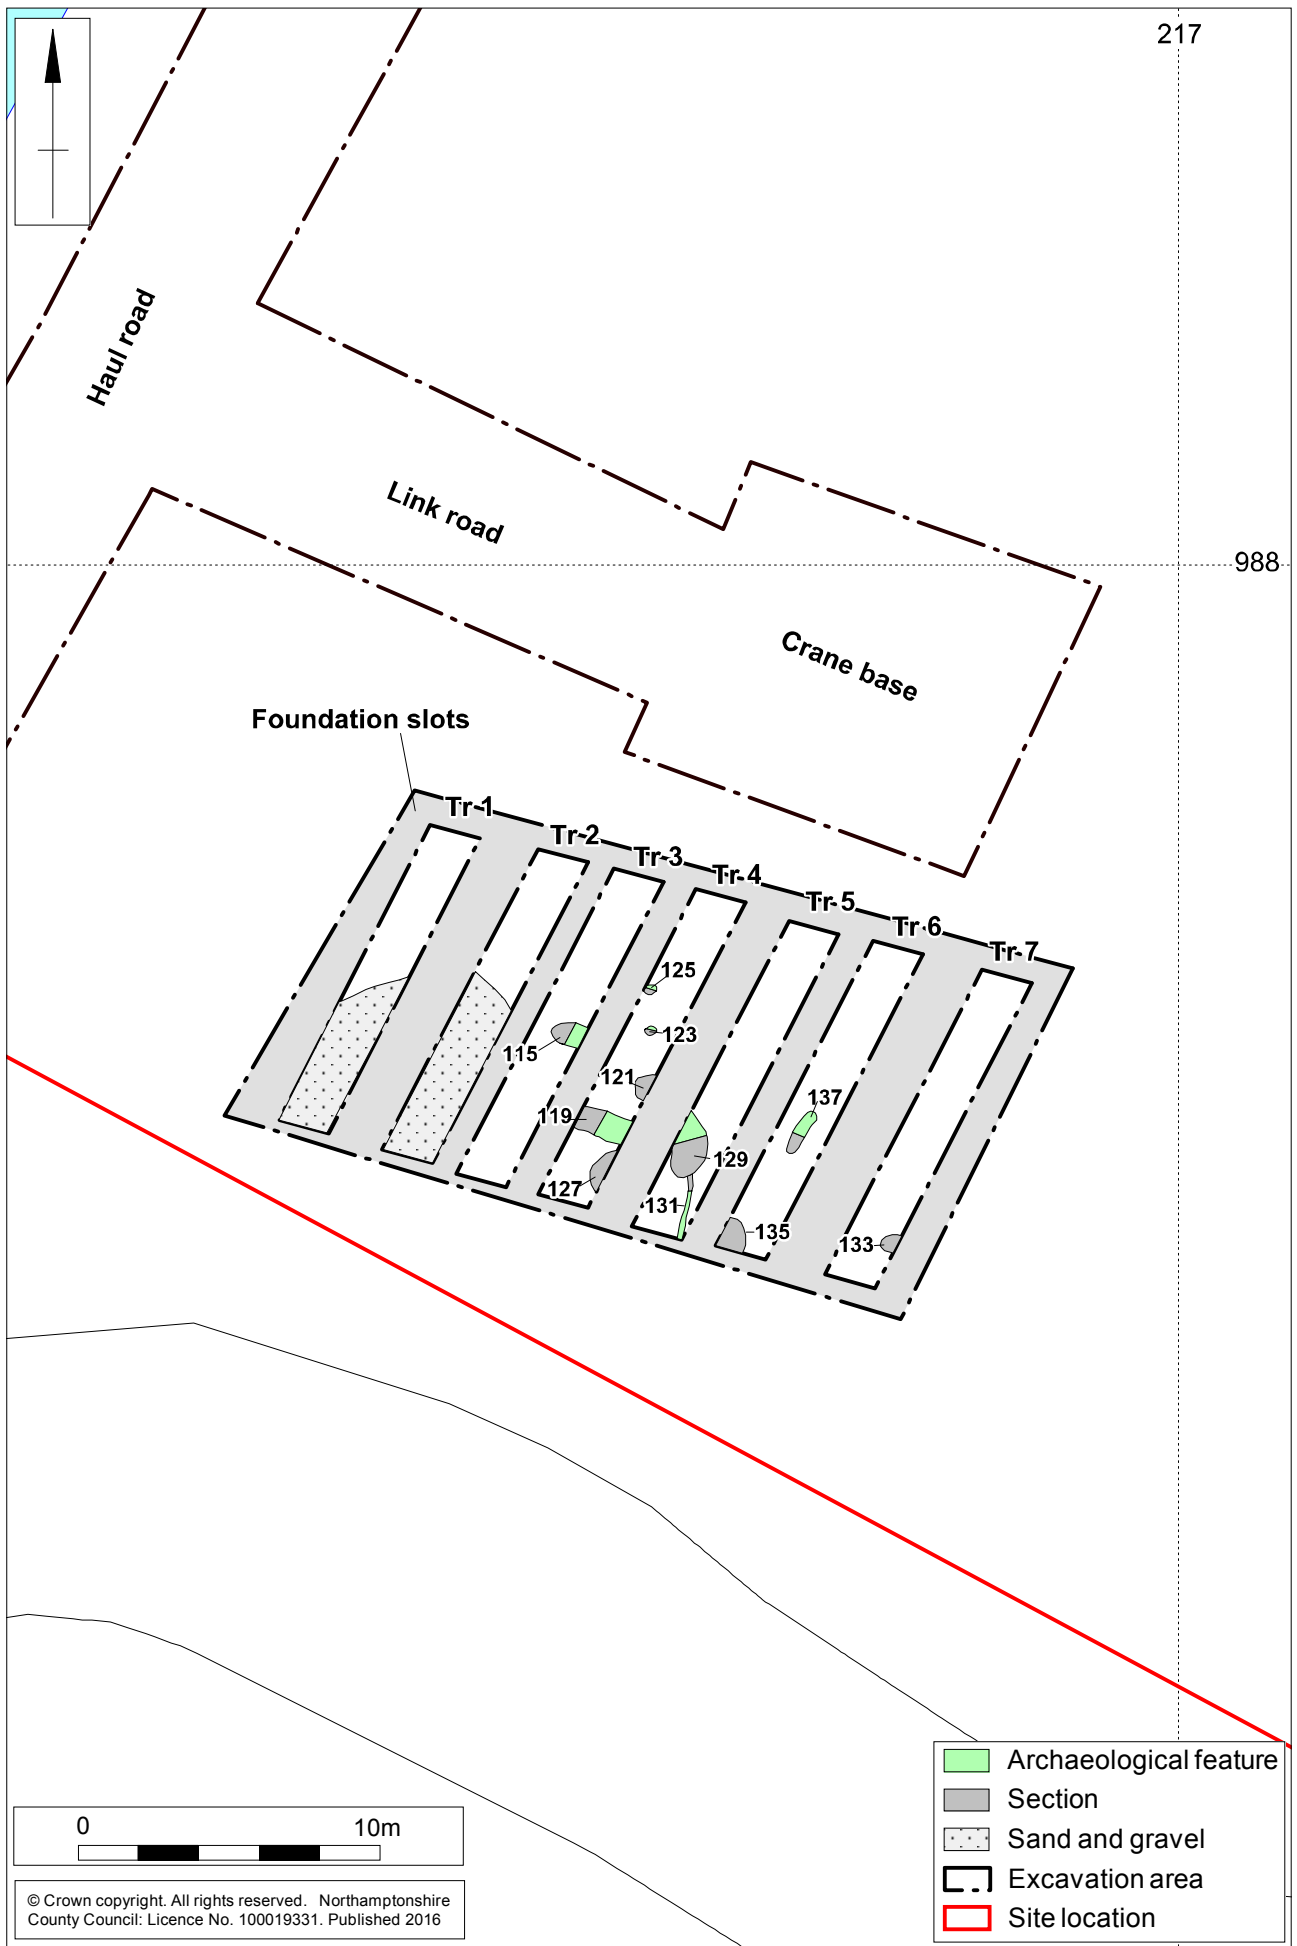 217
Haul road
Link road
988
Crane base
Foundation slots
Tr 1
Tr 2
Tr 3
Tr 4
Tr 5
Tr 6
Tr 7
125
123
115
121
137
119
129
127
131
135
133
Archaeological feature
Section
Sand and gravel
Excavation area
Site location
0 10m
© Crown copyright. All rights reserved. Northamptonshire
County Council: Licence No. 100019331. Published 2016